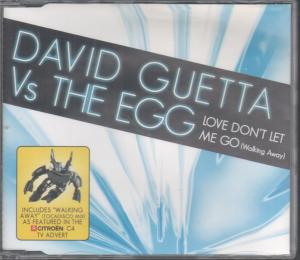 DAVID GUETTA
Vs THE EGG
LOVE DON'T LET
ME GO (Walking Away)
INCLUDES "WALKING
AWAY" (TOCADISCO MIX)
AS FEATURED IN THE
CITROËN C4
TV ADVERT